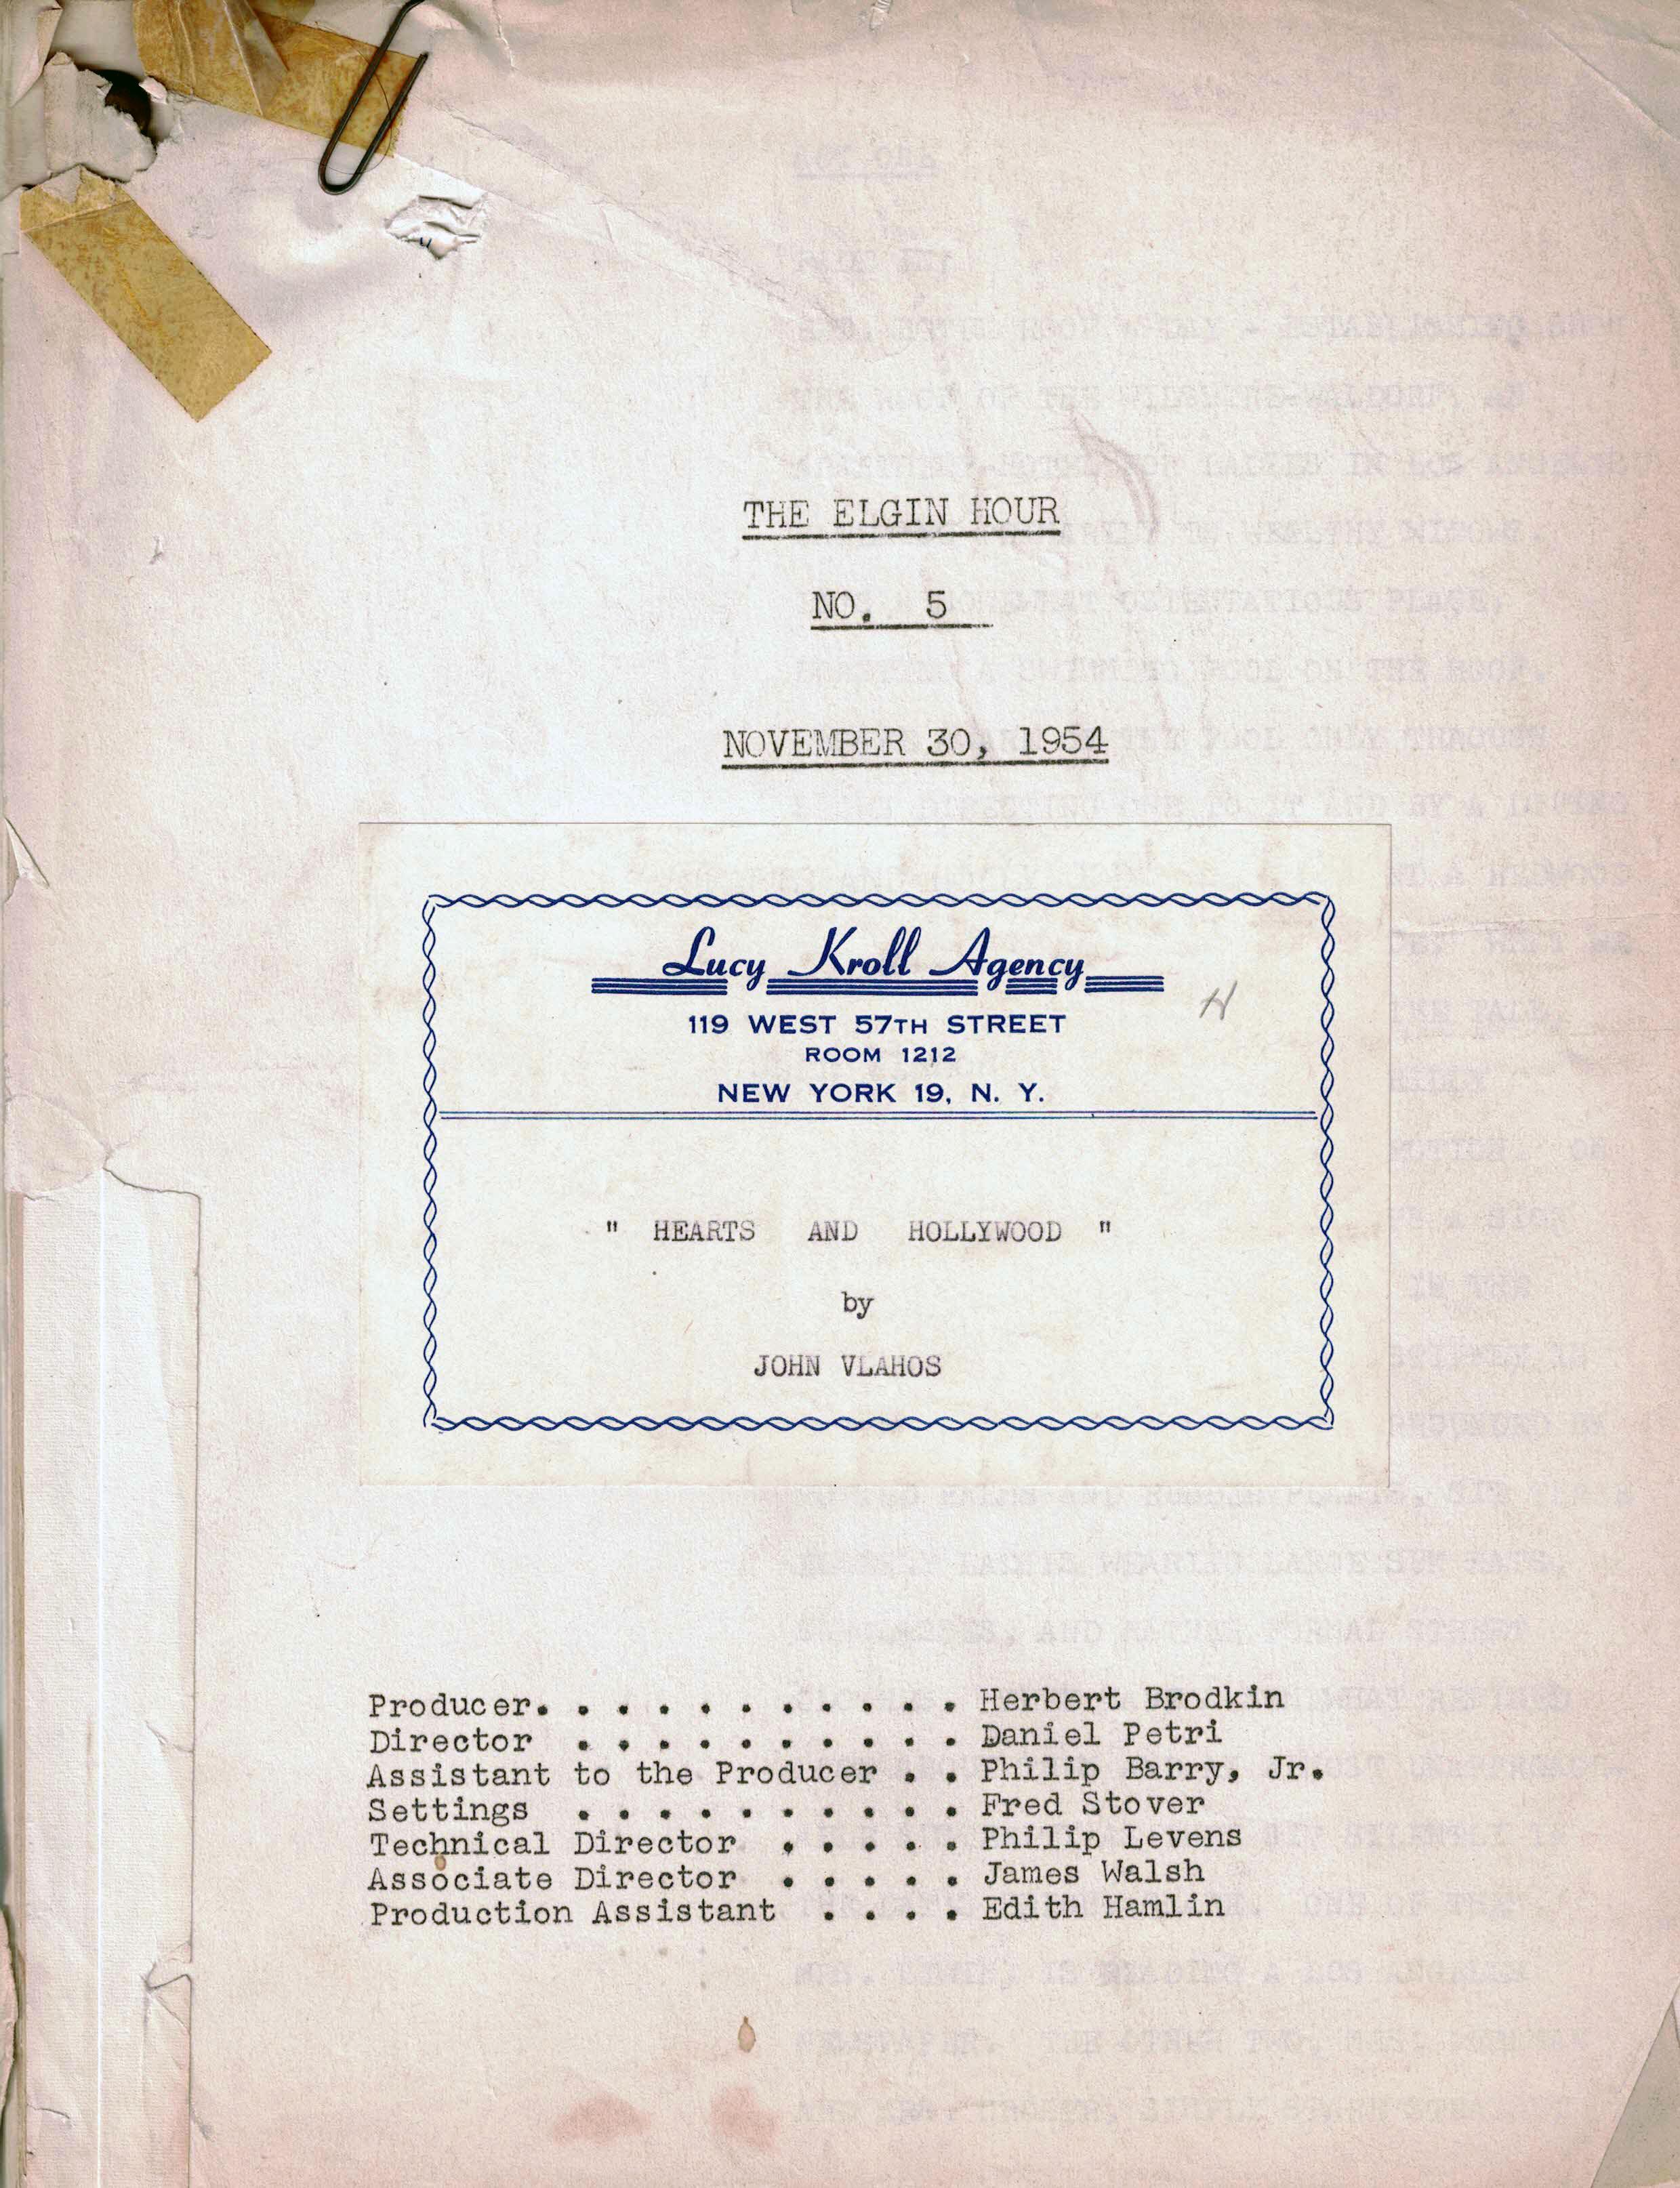 THE ELGIN HOUR
NO. 5
NOVEMBER 30, 1954
Lucy Kroll Agency
H
119 WEST 57TH STREET
ROOM 1212
NEW YORK 19, N. Y.
" HEARTS AND HOLLYWOOD "
by
JOHN VLAHOS
Producer. . . . . . . . . . . Herbert Brodkin
Director . . . . . . . . . . Daniel Petri
Assistant to the Producer . . Philip Barry, Jr.
Settings . . . . . . . . . . Fred Stover
Technical Director . . . . . Philip Levens
Associate Director . . . . . James Walsh
Production Assistant . . . . Edith Hamlin